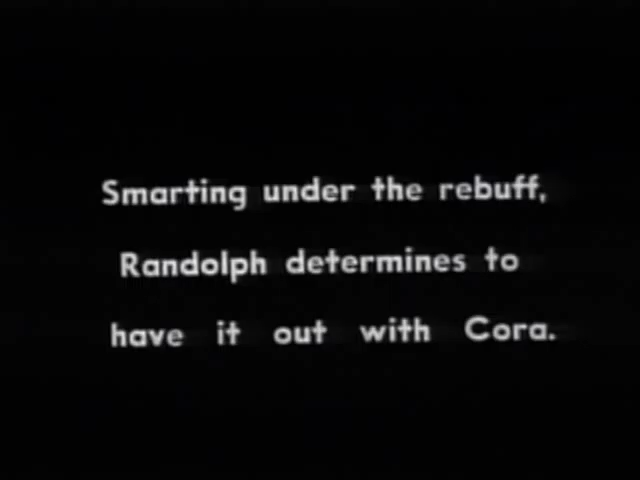 Smarting under the rebuff,
Randolph determines to
have it out with Cora.